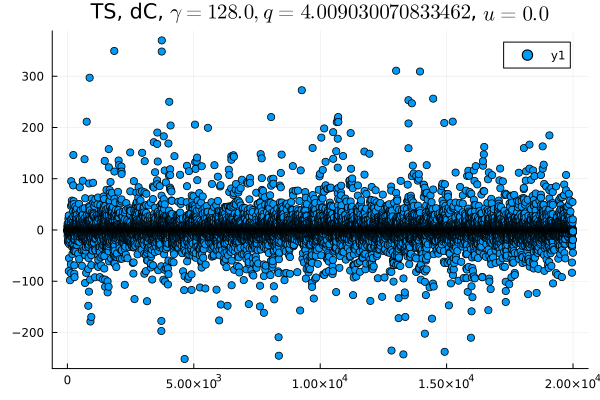 TS, dC, γ = 128.0, q = 4.009030070833462, u = 0.0
y1
300
200
100
0
−100
−200
0 5.00×10³ 1.00×10⁴ 1.50×10⁴ 2.00×10⁴